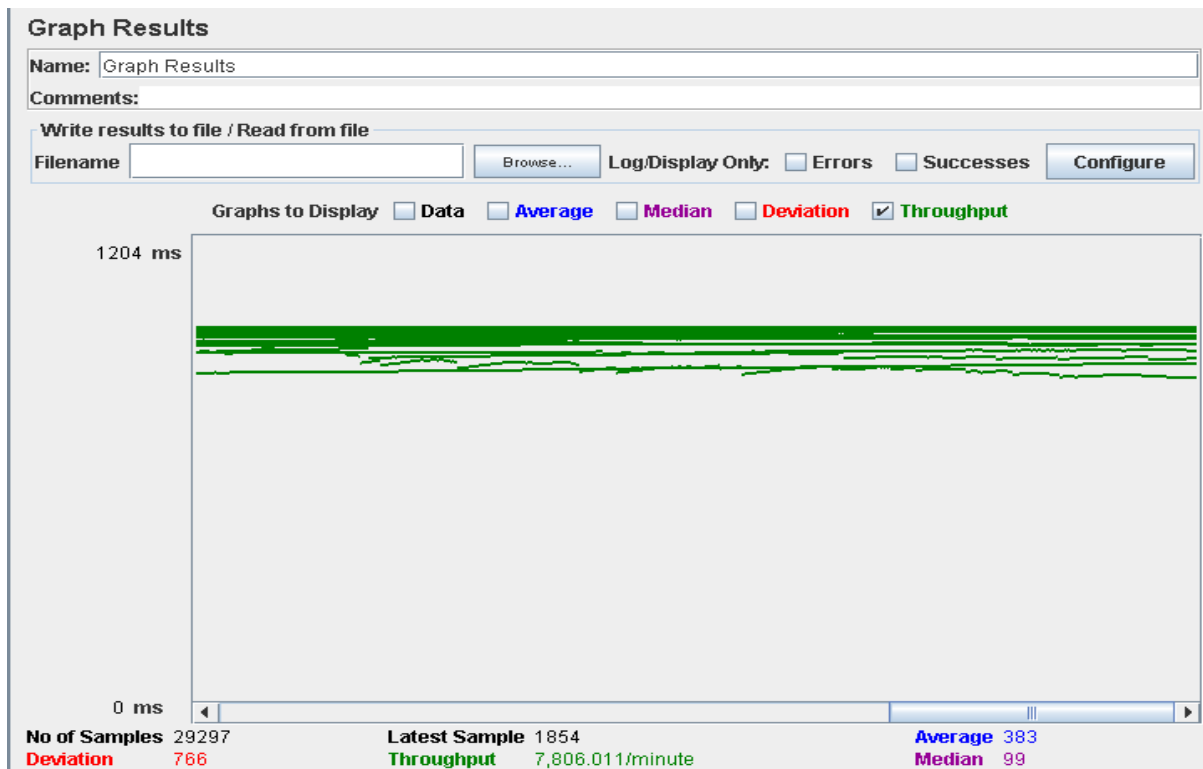 Graph Results
Name: Graph Results
Comments:
Write results to file / Read from file
Filename Browse... Log/Display Only: Errors Successes Configure
Graphs to Display Data Average Median Deviation Throughput
1204 ms
0 ms
No of Samples 29297 Latest Sample 1854 Average 383
Deviation 766 Throughput 7,806.011/minute Median 99